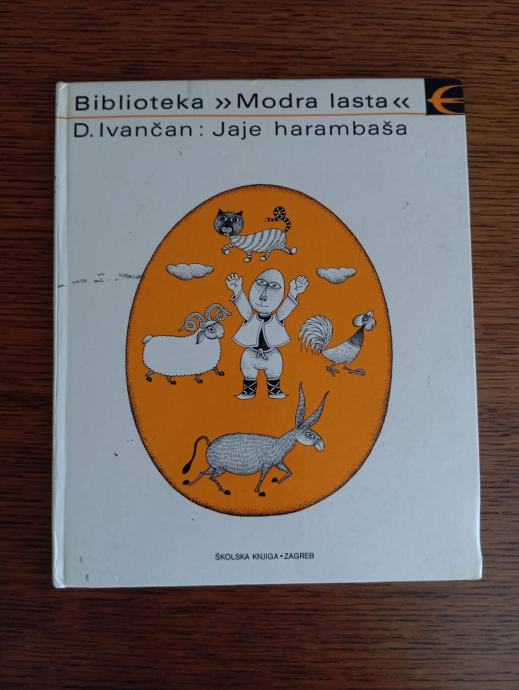 Biblioteka »Modra lasta«
D. Ivančan: Jaje harambaša
ŠKOLSKA KNJIGA • ZAGREB